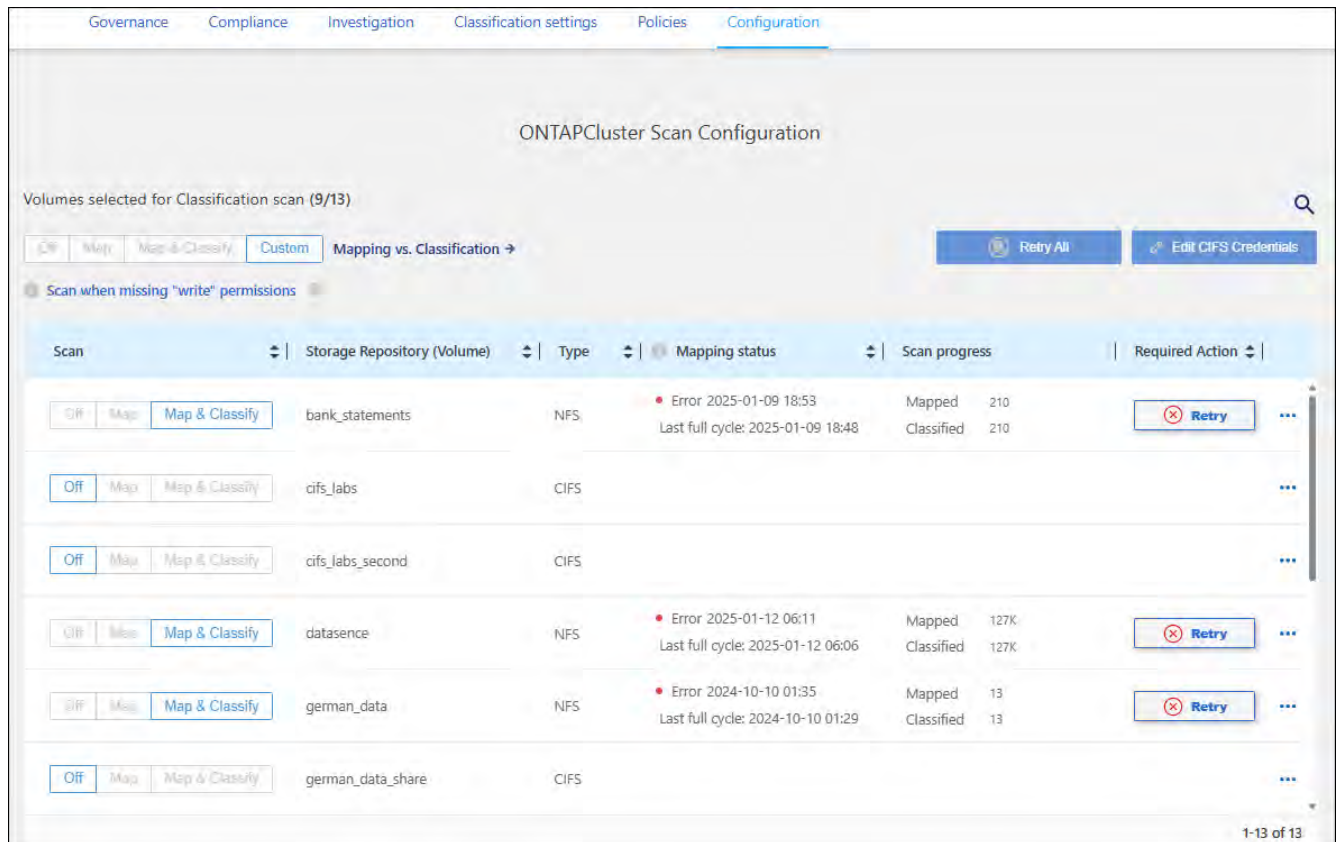 Governance Compliance Investigation Classification settings Policies Configuration
ONTAPCluster Scan Configuration
Volumes selected for Classification scan (9/13)
Off Map Map & Classify Custom Mapping vs. Classification → Retry All Edit CIFS Credentials
Scan when missing "write" permissions
Scan Storage Repository (Volume) Type Mapping status Scan progress Required Action
Off Map Map & Classify bank_statements NFS Error 2025-01-09 18:53 Mapped 210 Retry
Last full cycle: 2025-01-09 18:48 Classified 210
Off Map Map & Classify cifs_labs CIFS
Off Map Map & Classify cifs_labs_second CIFS
Off Map Map & Classify datasence NFS Error 2025-01-12 06:11 Mapped 127K Retry
Last full cycle: 2025-01-12 06:06 Classified 127K
Off Map Map & Classify german_data NFS Error 2024-10-10 01:35 Mapped 13 Retry
Last full cycle: 2024-10-10 01:29 Classified 13
Off Map Map & Classify german_data_share CIFS
1-13 of 13